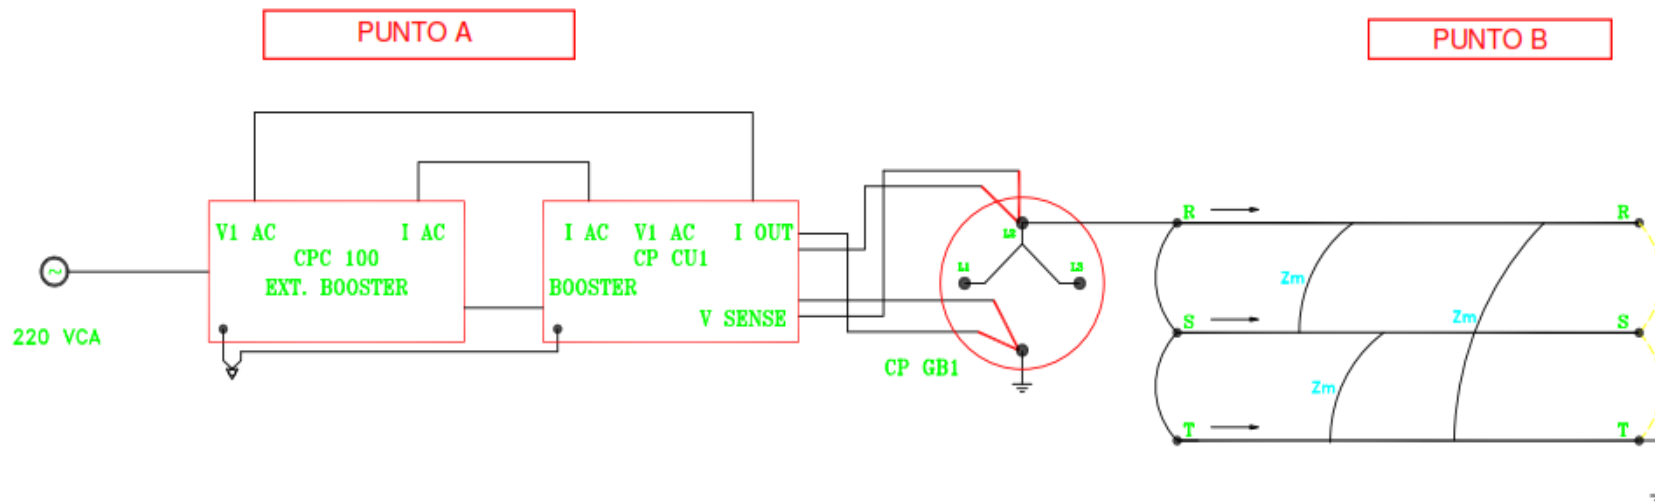 PUNTO A
PUNTO B
V1 AC
I AC
CPC 100
EXT. BOOSTER
I AC
V1 AC
I OUT
CP CU1
BOOSTER
V SENSE
220 VCA
L2
L1
L3
CP GB1
R
R
Zm
S
Zm
S
Zm
T
T